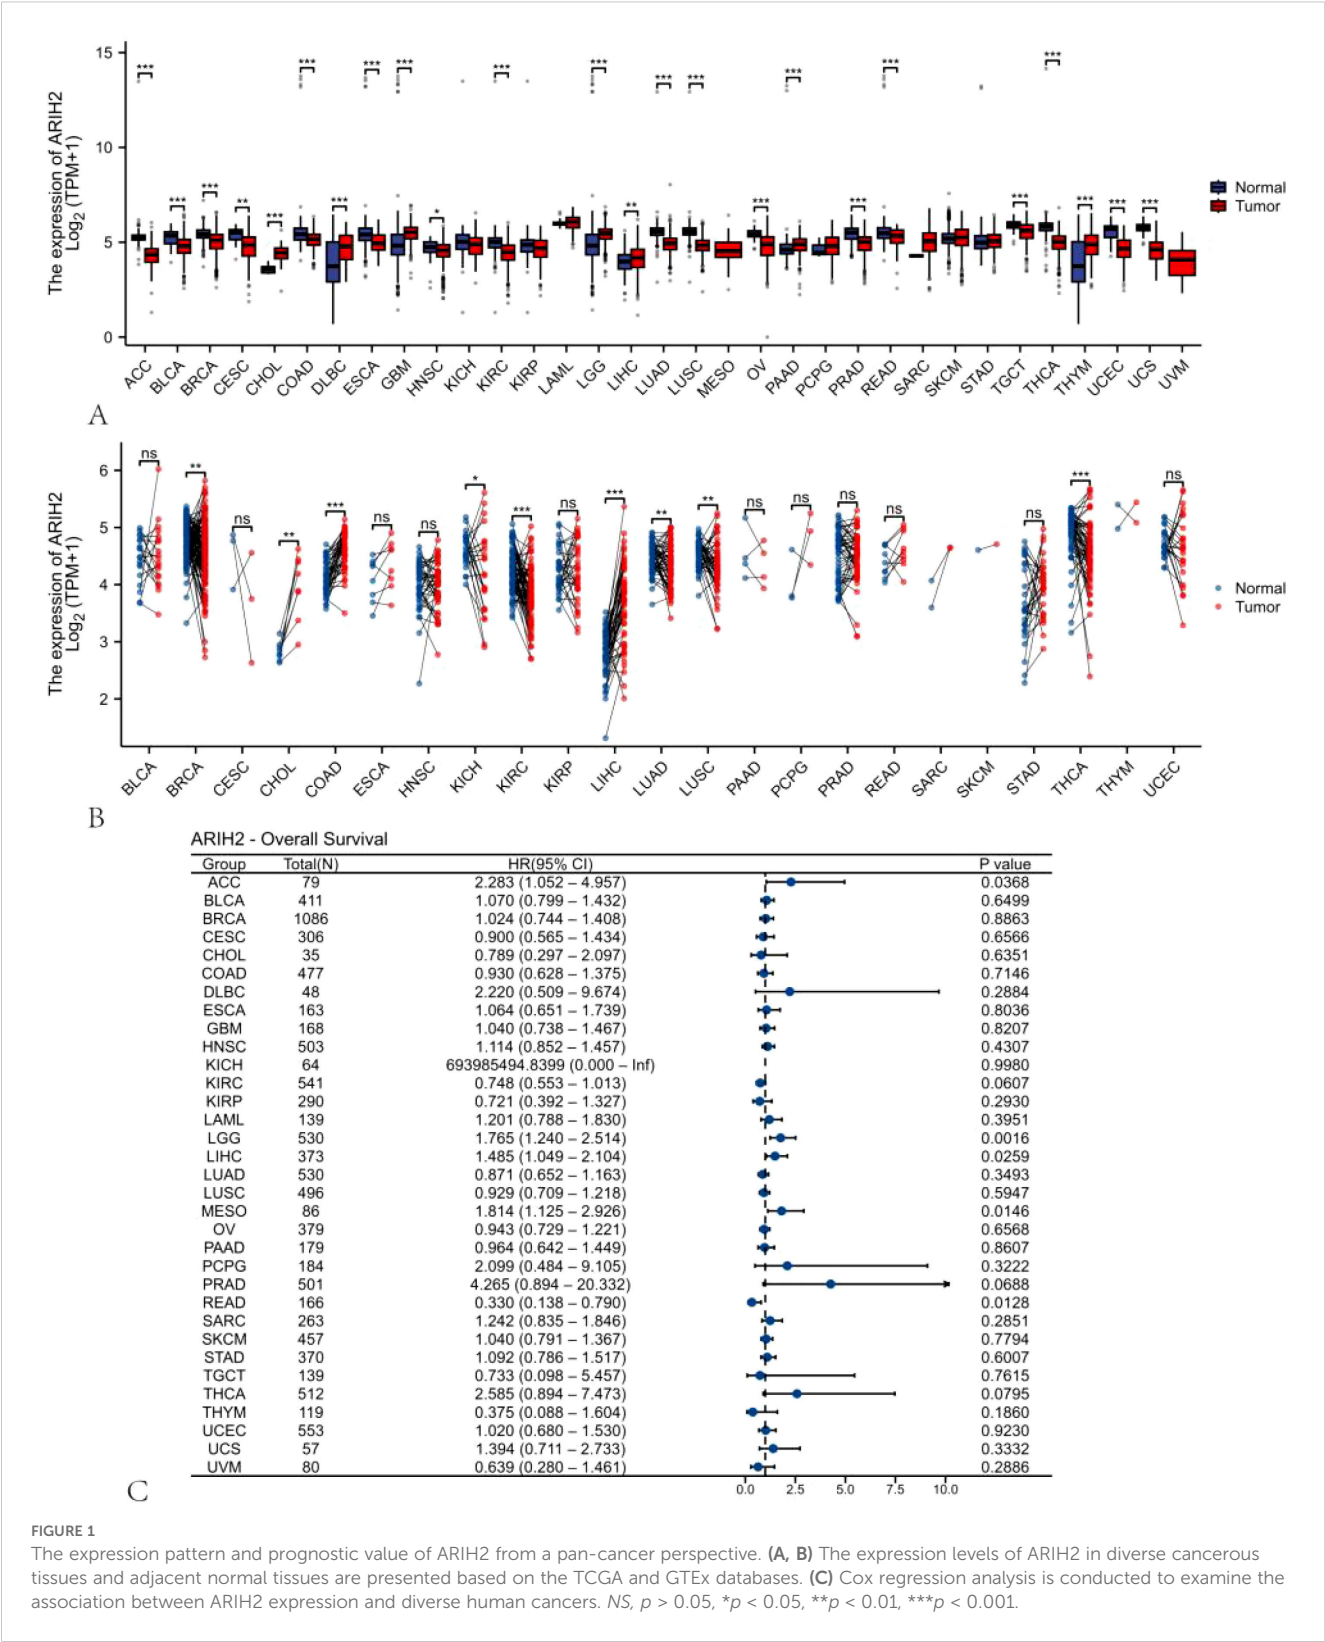 15
10
5
0
The expression of ARIH2
Log2 (TPM+1)
*** *** *** *** *** *** *** *** *** *** ***
*** *** ** *** *** * ** *** *** *** *** *** ***
Normal
Tumor
ACC BLCA BRCA CESC CHOL COAD DLBC ESCA GBM HNSC KICH KIRC KIRP LAML LGG LIHC LUAD LUSC MESO OV PAAD PCPG PRAD READ SARC SKCM STAD TGCT THCA THYM UCEC UCS UVM
A
6
5
4
3
2
The expression of ARIH2
Log2 (TPM+1)
ns ** ns ** *** ns ns * *** ns *** ** ** ns ns ns ns ns *** ns
Normal
Tumor
BLCA BRCA CESC CHOL COAD ESCA HNSC KICH KIRC KIRP LIHC LUAD LUSC PAAD PCPG PRAD READ SARC SKCM STAD THCA THYM UCEC
B
ARIH2 - Overall Survival
Group Total(N) HR(95% CI) P value
ACC 79 2.283 (1.052 – 4.957) 0.0368
BLCA 411 1.070 (0.799 – 1.432) 0.6499
BRCA 1086 1.024 (0.744 – 1.408) 0.8863
CESC 306 0.900 (0.565 – 1.434) 0.6566
CHOL 35 0.789 (0.297 – 2.097) 0.6351
COAD 477 0.930 (0.628 – 1.375) 0.7146
DLBC 48 2.220 (0.509 – 9.674) 0.2884
ESCA 163 1.064 (0.651 – 1.739) 0.8036
GBM 168 1.040 (0.738 – 1.467) 0.8207
HNSC 503 1.114 (0.852 – 1.457) 0.4307
KICH 64 693985494.8399 (0.000 – Inf) 0.9980
KIRC 541 0.748 (0.553 – 1.013) 0.0607
KIRP 290 0.721 (0.392 – 1.327) 0.2930
LAML 139 1.201 (0.788 – 1.830) 0.3951
LGG 530 1.765 (1.240 – 2.514) 0.0016
LIHC 373 1.485 (1.049 – 2.104) 0.0259
LUAD 530 0.871 (0.652 – 1.163) 0.3493
LUSC 496 0.929 (0.709 – 1.218) 0.5947
MESO 86 1.814 (1.125 – 2.926) 0.0146
OV 379 0.943 (0.729 – 1.221) 0.6568
PAAD 179 0.964 (0.642 – 1.449) 0.8607
PCPG 184 2.099 (0.484 – 9.105) 0.3222
PRAD 501 4.265 (0.894 – 20.332) 0.0688
READ 166 0.330 (0.138 – 0.790) 0.0128
SARC 263 1.242 (0.835 – 1.846) 0.2851
SKCM 457 1.040 (0.791 – 1.367) 0.7794
STAD 370 1.092 (0.786 – 1.517) 0.6007
TGCT 139 0.733 (0.098 – 5.457) 0.7615
THCA 512 2.585 (0.894 – 7.473) 0.0795
THYM 119 0.375 (0.088 – 1.604) 0.1860
UCEC 553 1.020 (0.680 – 1.530) 0.9230
UCS 57 1.394 (0.711 – 2.733) 0.3332
UVM 80 0.639 (0.280 – 1.461) 0.2886
0.0 2.5 5.0 7.5 10.0
C
FIGURE 1
The expression pattern and prognostic value of ARIH2 from a pan-cancer perspective. (A, B) The expression levels of ARIH2 in diverse cancerous
tissues and adjacent normal tissues are presented based on the TCGA and GTEx databases. (C) Cox regression analysis is conducted to examine the
association between ARIH2 expression and diverse human cancers. NS, p > 0.05, *p < 0.05, **p < 0.01, ***p < 0.001.